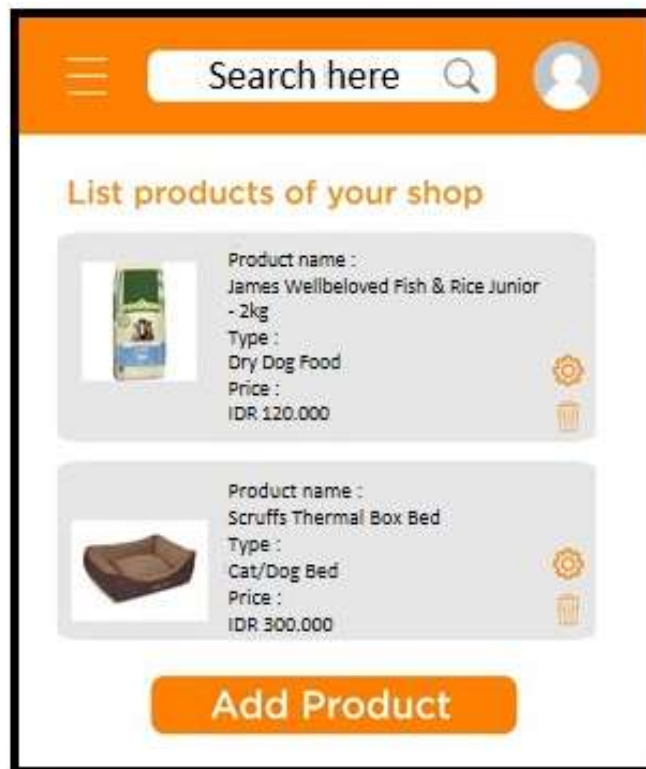 Search here
List products of your shop
Product name :
James Wellbeloved Fish & Rice Junior
- 2kg
Type :
Dry Dog Food
Price :
IDR 120.000
Product name :
Scruffs Thermal Box Bed
Type :
Cat/Dog Bed
Price :
IDR 300.000
Add Product